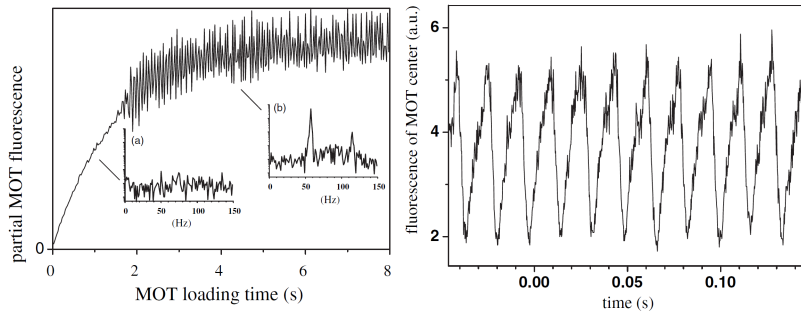 partial MOT fluorescence
0
(a)
0 50 100 150
(Hz)
(b)
0 50 100 150
(Hz)
0 2 4 6 8
MOT loading time (s)
fluorescence of MOT center (a.u.)
6
4
2
0.00 0.05 0.10
time (s)